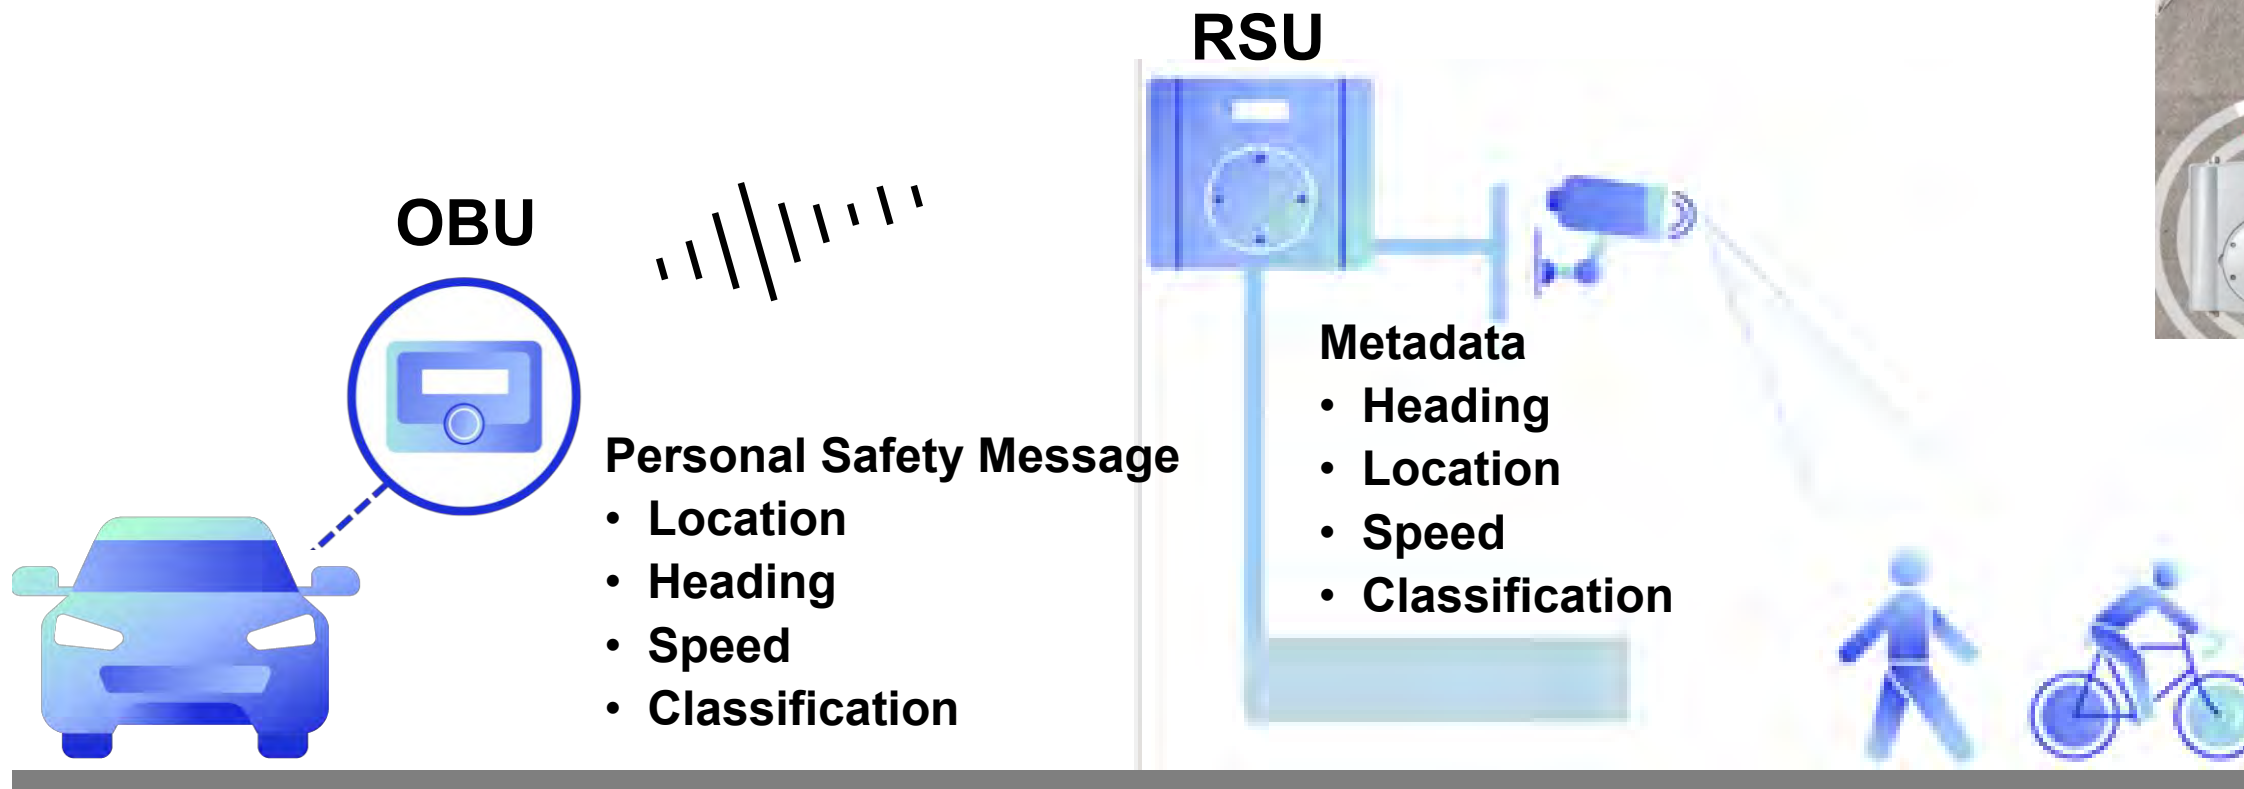 RSU
OBU
Personal Safety Message
• Location
• Heading
• Speed
• Classification
Metadata
• Heading
• Location
• Speed
• Classification